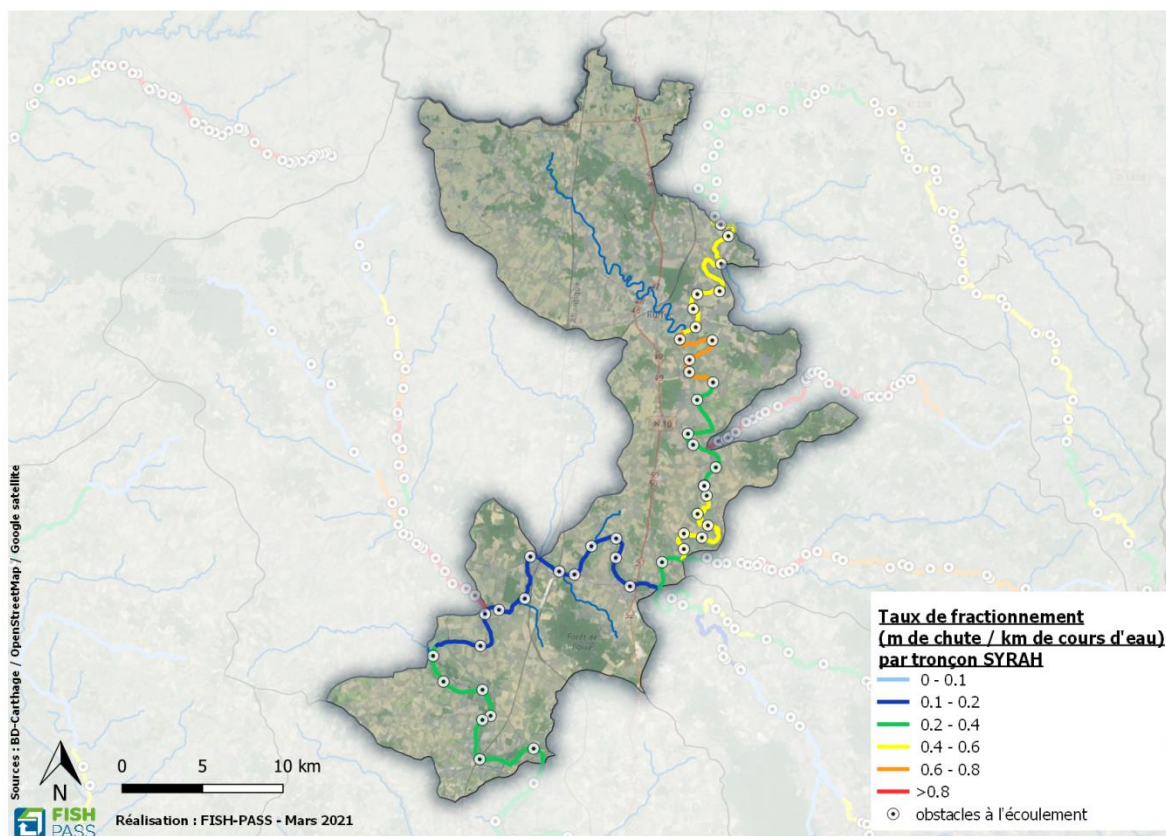 Sources : BD-Carthage / OpenStreetMap / Google satellite
N 10
Taux de fractionnement
(m de chute / km de cours d'eau)
par tronçon SYRAH
0 - 0.1
0.1 - 0.2
0.2 - 0.4
0.4 - 0.6
0.6 - 0.8
>0.8
obstacles à l'écoulement
0 5 10 km
N
FISH
PASS
Réalisation : FISH-PASS - Mars 2021